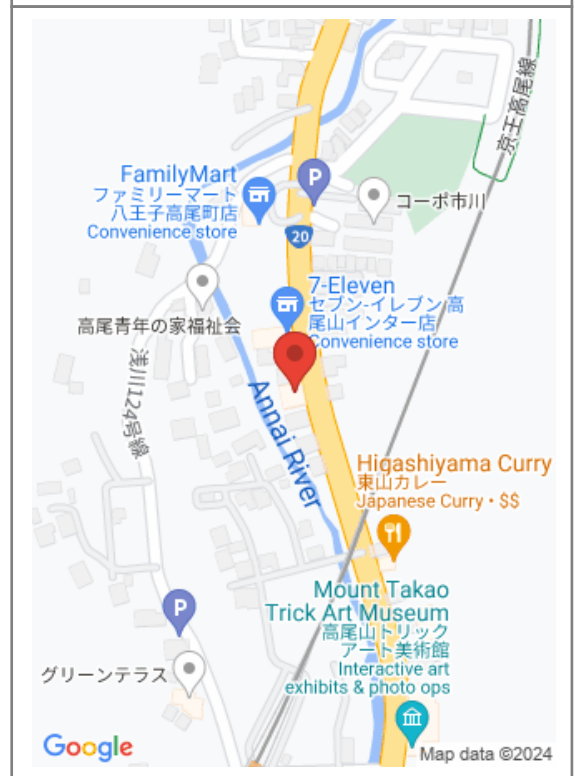 京王高尾線
FamilyMart
ファミリーマート
八王子高尾町店
Convenience store
P
コーポ市川
20
7-Eleven
セブン-イレブン 高
尾山インター店
Convenience store
高尾青年の家福祉会
浅川124号線
Annai River
Higashiyama Curry
東山カレー
Japanese Curry • $$
Mount Takao
Trick Art Museum
高尾山トリック
アート美術館
Interactive art
exhibits & photo ops
P
グリーンテラス
Google
Map data ©2024